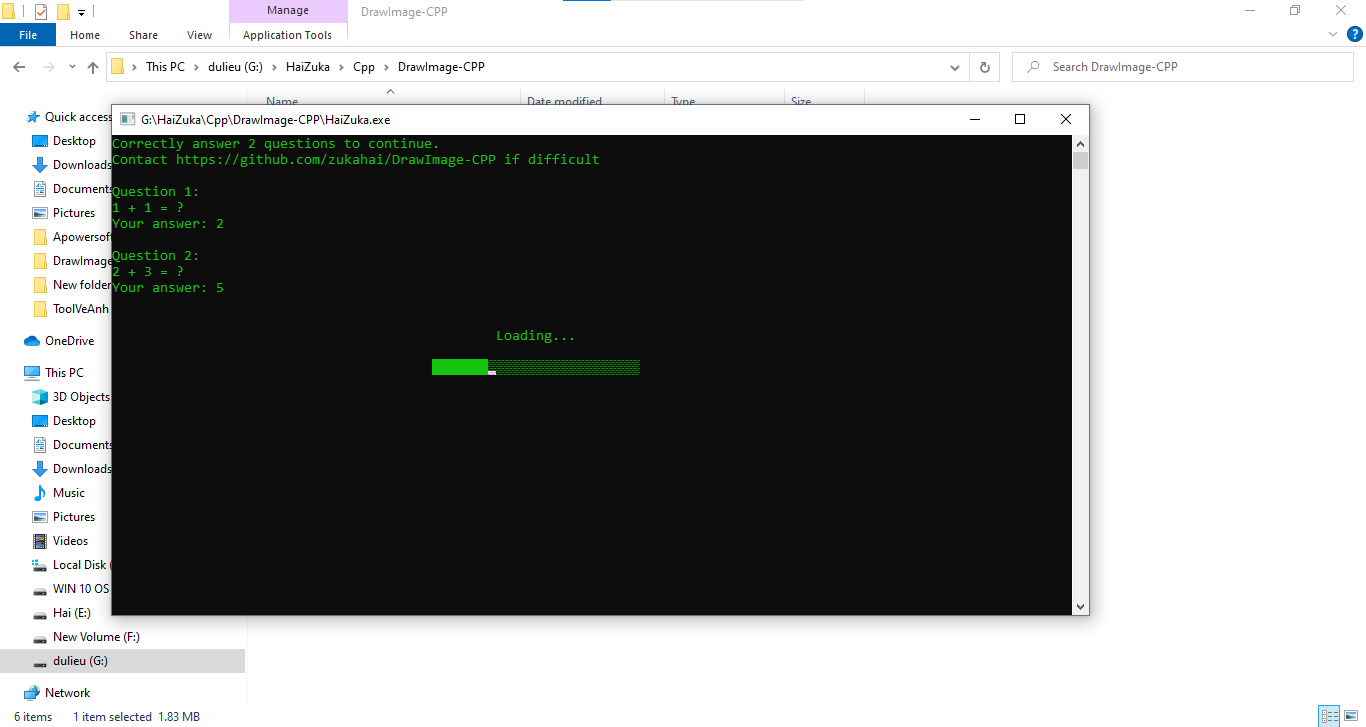 Manage
DrawImage-CPP
File
Home
Share
View
Application Tools
This PC
dulieu (G:)
HaiZuka
Cpp
DrawImage-CPP
Search DrawImage-CPP
Name
Date modified
Type
Size
G:\HaiZuka\Cpp\DrawImage-CPP\HaiZuka.exe
Correctly answer 2 questions to continue.
Contact https://github.com/zukahai/DrawImage-CPP if difficult
Question 1:
1 + 1 = ?
Your answer: 2
Question 2:
2 + 3 = ?
Your answer: 5
Loading...
Quick access
Desktop
Downloads
Documents
Pictures
Apowersoft
DrawImage
New folder
ToolVeAnh
OneDrive
This PC
3D Objects
Desktop
Documents
Downloads
Music
Pictures
Videos
Local Disk (
WIN 10 OS
Hai (E:)
New Volume (F:)
dulieu (G:)
Network
6 items
1 item selected 1.83 MB